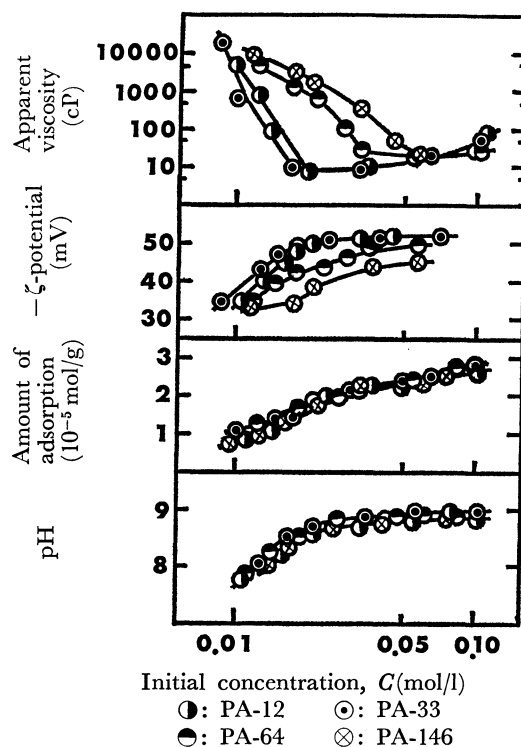 Apparent
viscosity
(cP)
10000
1000
100
10
−ζ-potential
(mV)
50
40
30
Amount of
adsorption
(10⁻⁵ mol/g)
3
2
1
pH
9
8
0.01 0.05 0.10
Initial concentration, C(mol/l)
: PA-12 : PA-33
: PA-64 : PA-146